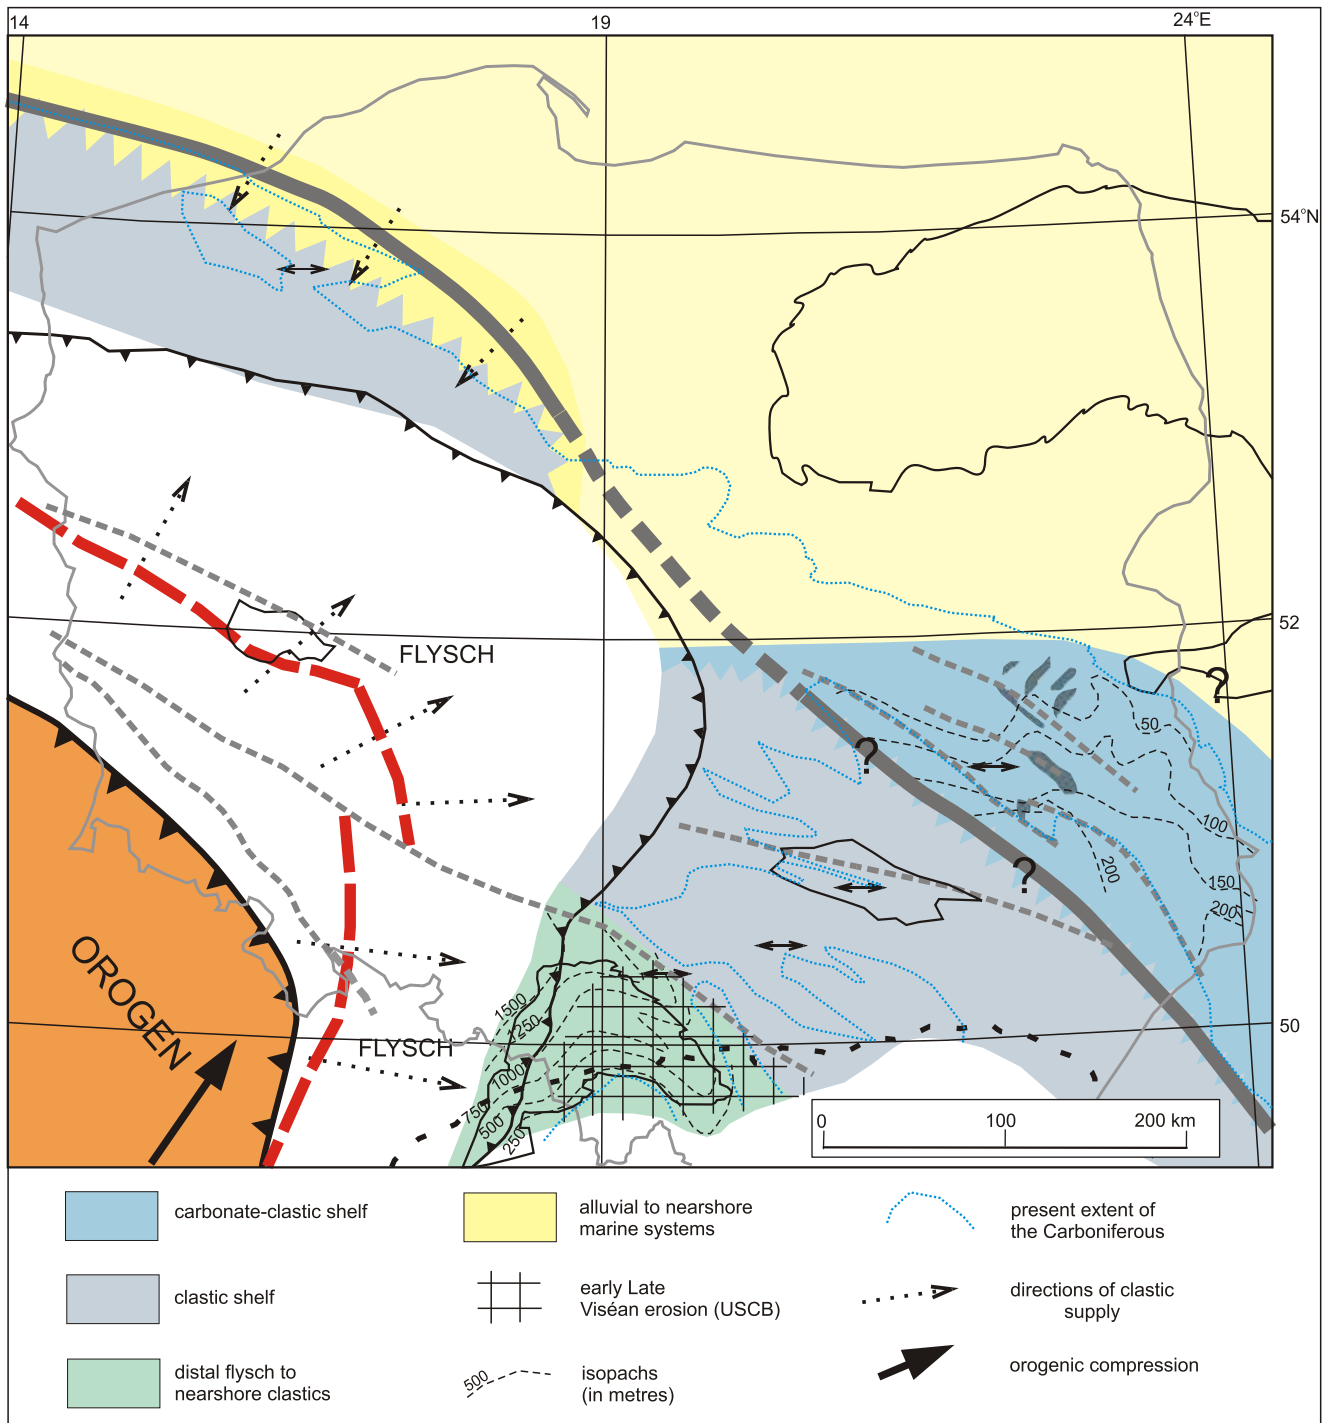 14
19
24°E
54°N
52
50
FLYSCH
FLYSCH
OROGEN
?
?
?
50
100
150
200
200
1500
1250
1000
750
500
250
0
100
200 km
carbonate-clastic shelf
clastic shelf
distal flysch to
nearshore clastics
alluvial to nearshore
marine systems
early Late
Viséan erosion (USCB)
500
isopachs
(in metres)
present extent of
the Carboniferous
directions of clastic
supply
orogenic compression